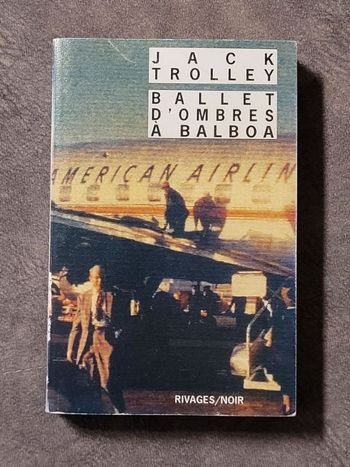 JACK
TROLLEY
BALLET
D'OMBRES
À BALBOA
AMERICAN AIRLIN
RIVAGES/NOIR